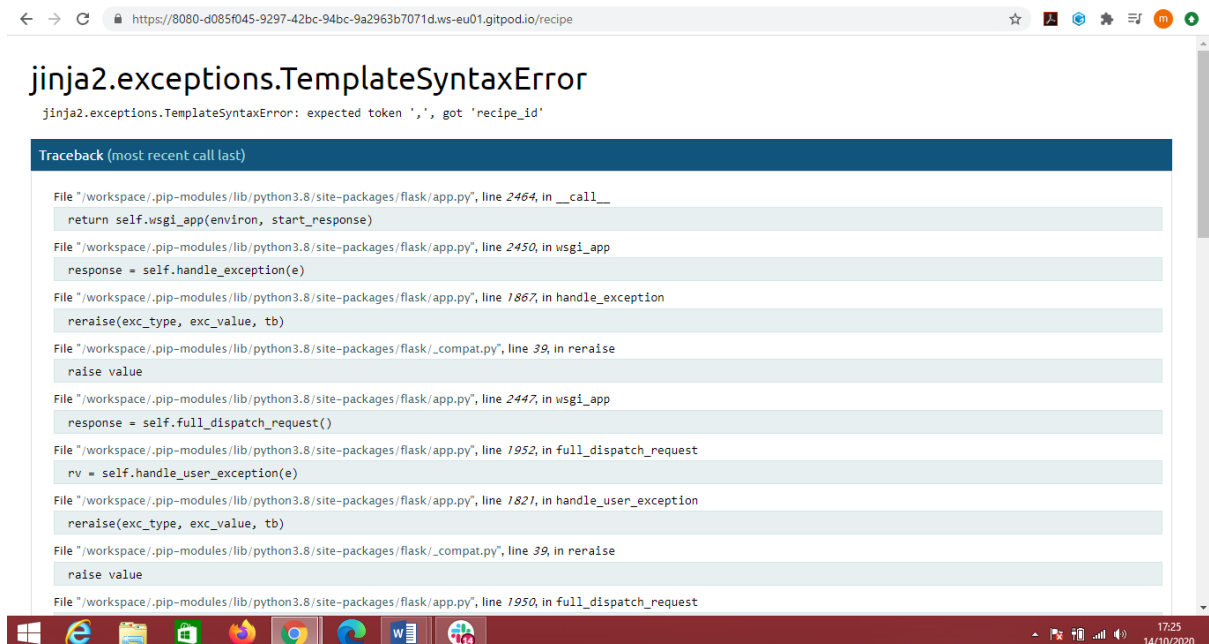 https://8080-d085f045-9297-42bc-94bc-9a2963b7071d.ws-eu01.gitpod.io/recipe
m
jinja2.exceptions.TemplateSyntaxError
jinja2.exceptions.TemplateSyntaxError: expected token ',', got 'recipe_id'
Traceback (most recent call last)
File "/workspace/.pip-modules/lib/python3.8/site-packages/flask/app.py", line 2464, in __call__
return self.wsgi_app(environ, start_response)
File "/workspace/.pip-modules/lib/python3.8/site-packages/flask/app.py", line 2450, in wsgi_app
response = self.handle_exception(e)
File "/workspace/.pip-modules/lib/python3.8/site-packages/flask/app.py", line 1867, in handle_exception
reraise(exc_type, exc_value, tb)
File "/workspace/.pip-modules/lib/python3.8/site-packages/flask/_compat.py", line 39, in reraise
raise value
File "/workspace/.pip-modules/lib/python3.8/site-packages/flask/app.py", line 2447, in wsgi_app
response = self.full_dispatch_request()
File "/workspace/.pip-modules/lib/python3.8/site-packages/flask/app.py", line 1952, in full_dispatch_request
rv = self.handle_user_exception(e)
File "/workspace/.pip-modules/lib/python3.8/site-packages/flask/app.py", line 1821, in handle_user_exception
reraise(exc_type, exc_value, tb)
File "/workspace/.pip-modules/lib/python3.8/site-packages/flask/_compat.py", line 39, in reraise
raise value
File "/workspace/.pip-modules/lib/python3.8/site-packages/flask/app.py", line 1950, in full_dispatch_request
17:25
14/10/2020